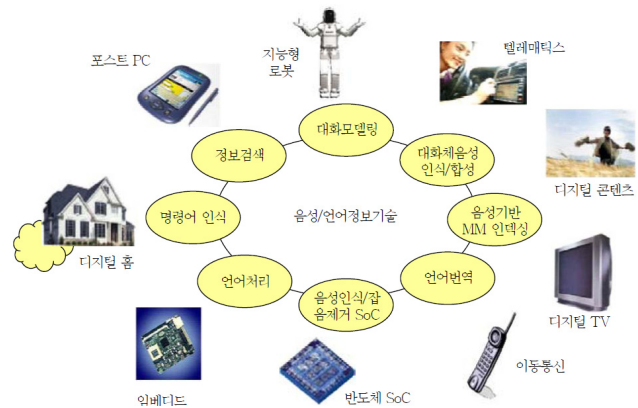 지능형
로봇
텔레매틱스
포스트 PC
대화모델링
정보검색
대화체음성
인식/합성
디지털 콘텐츠
명령어 인식
음성/언어정보기술
음성기반
MM 인덱싱
디지털 홈
언어처리
언어번역
음성인식/잡
음제거 SoC
디지털 TV
이동통신
임베디드
반도체 SoC